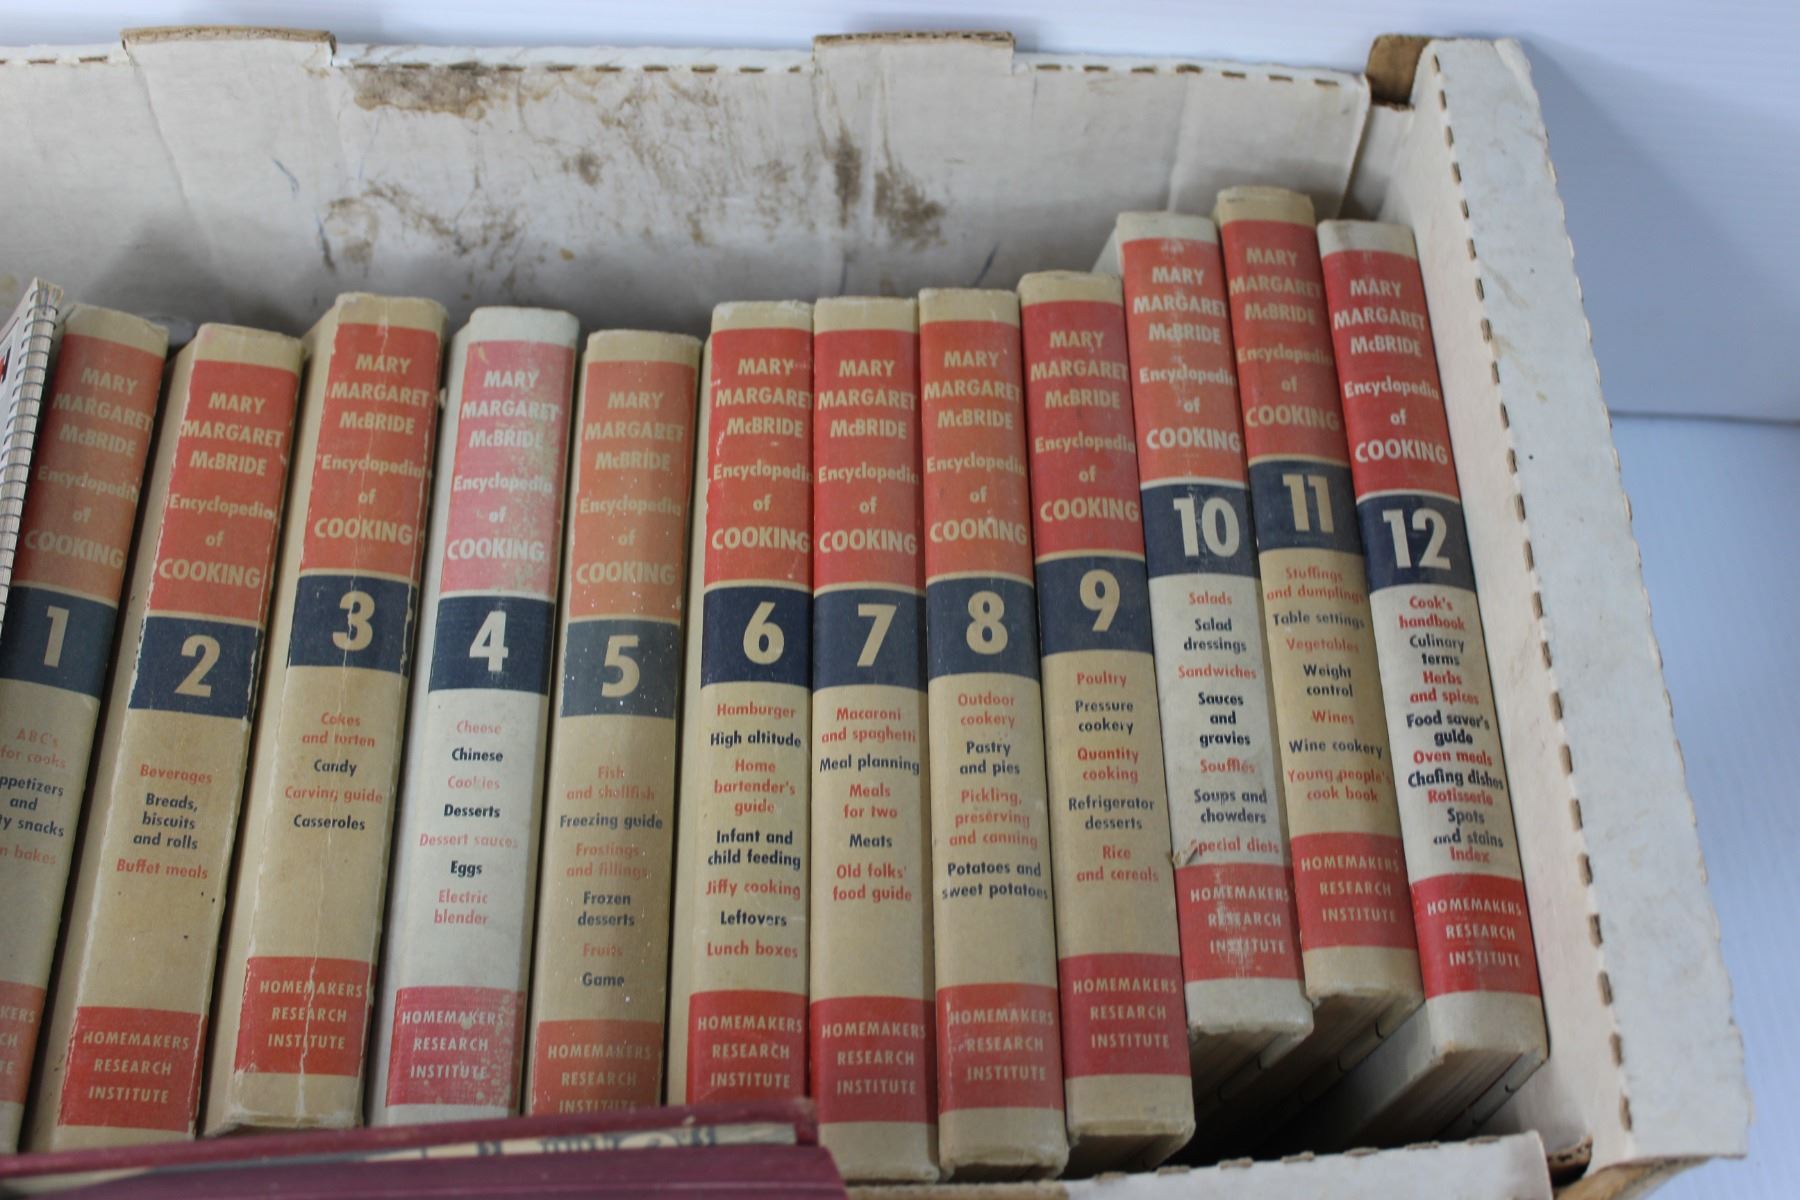 MARY
MARGARET
McBRIDE
Encyclopedia
of
COOKING
1
ABC's
for cooks
ppetizers
and
ty snacks
n bakes
KERS
CH
TE
MARY
MARGARET
McBRIDE
Encyclopedia
of
COOKING
2
Beverages
Breads,
biscuits
and rolls
Buffet meals
HOMEMAKERS
RESEARCH
INSTITUTE
MARY
MARGARET
McBRIDE
Encyclopedia
of
COOKING
3
Cakes
and torten
Candy
Carving guide
Casseroles
HOMEMAKERS
RESEARCH
INSTITUTE
MARY
MARGARET
McBRIDE
Encyclopedia
of
COOKING
4
Cheese
Chinese
Cookies
Desserts
Dessert sauces
Eggs
Electric
blender
HOMEMAKERS
RESEARCH
INSTITUTE
MARY
MARGARET
McBRIDE
Encyclopedia
of
COOKING
5
Fish
and shellfish
Freezing guide
Frostings
and fillings
Frozen
desserts
Fruits
Game
HOMEMAKERS
RESEARCH
INSTITUTE
MARY
MARGARET
McBRIDE
Encyclopedia
of
COOKING
6
Hamburger
High altitude
Home
bartender's
guide
Infant and
child feeding
Jiffy cooking
Leftovers
Lunch boxes
HOMEMAKERS
RESEARCH
INSTITUTE
MARY
MARGARET
McBRIDE
Encyclopedia
of
COOKING
7
Macaroni
and spaghetti
Meal planning
Meals
for two
Meats
Old folks'
food guide
HOMEMAKERS
RESEARCH
INSTITUTE
MARY
MARGARET
McBRIDE
Encyclopedia
of
COOKING
8
Outdoor
cookery
Pastry
and pies
Pickling,
preserving
and canning
Potatoes and
sweet potatoes
HOMEMAKERS
RESEARCH
INSTITUTE
MARY
MARGARET
McBRIDE
Encyclopedia
of
COOKING
9
Poultry
Pressure
cookery
Quantity
cooking
Refrigerator
desserts
Rice
and cereals
HOMEMAKERS
RESEARCH
INSTITUTE
MARY
MARGARET
McBRIDE
Encyclopedia
of
COOKING
10
Salads
Salad
dressings
Sandwiches
Sauces
and
gravies
Soufflés
Soups and
chowders
Special diets
HOMEMAKERS
RESEARCH
INSTITUTE
MARY
MARGARET
McBRIDE
Encyclopedia
of
COOKING
11
Stuffings
and dumplings
Table settings
Vegetables
Weight
control
Wines
Wine cookery
Young people's
cook book
HOMEMAKERS
RESEARCH
INSTITUTE
MARY
MARGARET
McBRIDE
Encyclopedia
of
COOKING
12
Cook's
handbook
Culinary
terms
Herbs
and spices
Food saver's
guide
Oven meals
Chafing dishes
Rotisserie
Spots
and stains
Index
HOMEMAKERS
RESEARCH
INSTITUTE